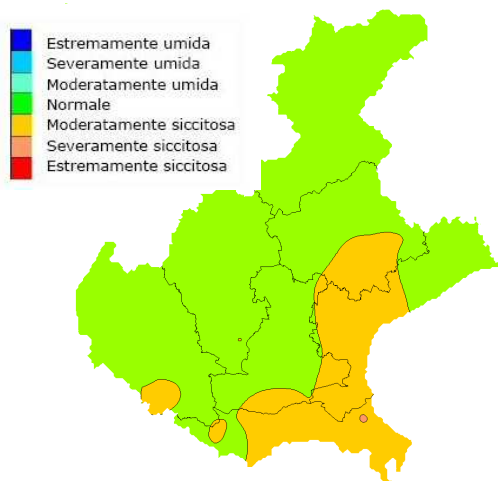 Estremamente umida
Severamente umida
Moderatamente umida
Normale
Moderatamente siccitosa
Severamente siccitosa
Estremamente siccitosa